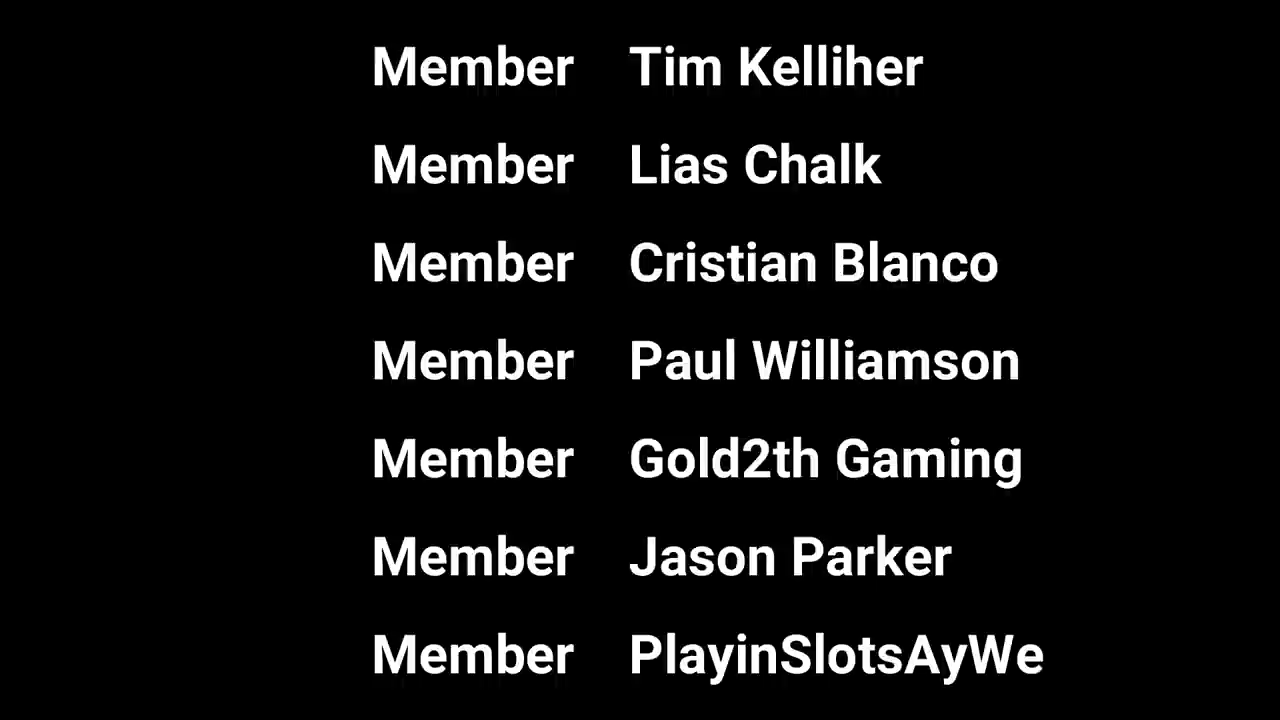 Member Tim Kelliher
Member Lias Chalk
Member Cristian Blanco
Member Paul Williamson
Member Gold2th Gaming
Member Jason Parker
Member PlayinSlotsAyWe